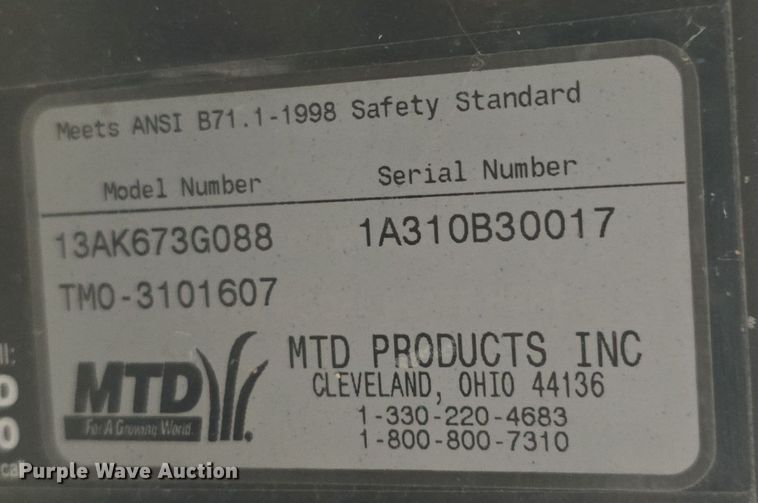 Meets ANSI B71.1-1998 Safety Standard
Model Number Serial Number
13AK673G088 1A310B30017
TMO-3101607
MTD
For A Growing World.
MTD PRODUCTS INC
CLEVELAND, OHIO 44136
1-330-220-4683
1-800-800-7310
Purple Wave Auction